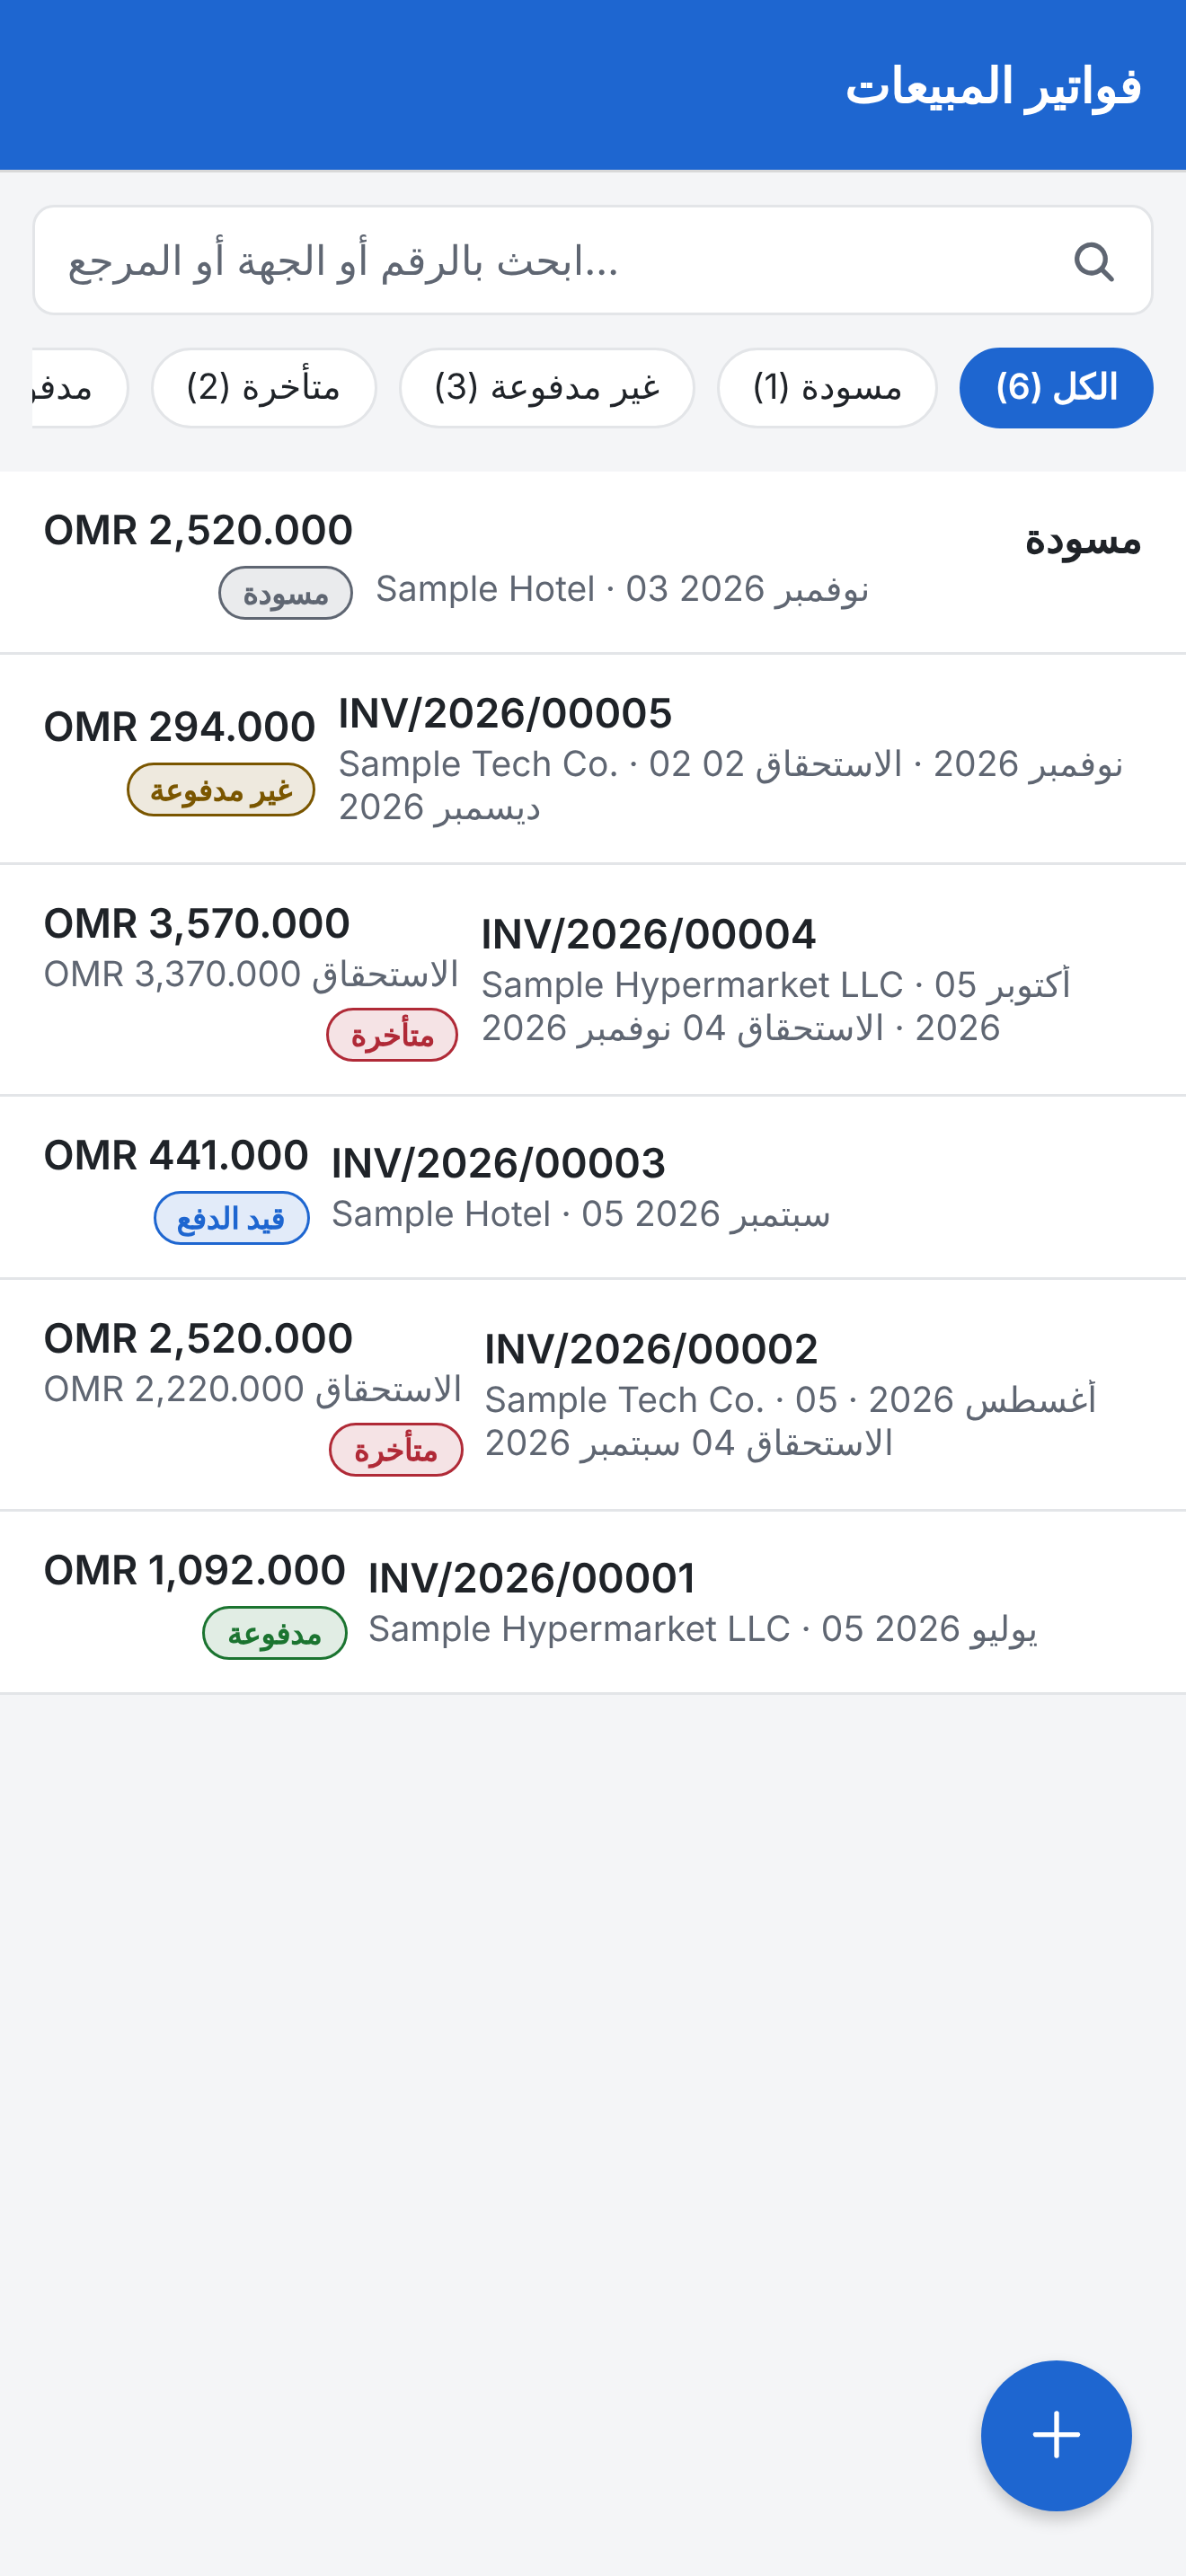 فواتير المبيعات
ابحث بالرقم أو الجهة أو المرجع...
الكل (6)
مسودة (1)
غير مدفوعة (3)
متأخرة (2)
مسودة
Sample Hotel · 03 نوفمبر 2026
OMR 2,520.000
مسودة
INV/2026/00005
Sample Tech Co. · 02 نوفمبر 2026 · الاستحقاق 02
ديسمبر 2026
OMR 294.000
غير مدفوعة
INV/2026/00004
Sample Hypermarket LLC · 05 أكتوبر
2026 · الاستحقاق 04 نوفمبر 2026
OMR 3,570.000
الاستحقاق OMR 3,370.000
متأخرة
INV/2026/00003
Sample Hotel · 05 سبتمبر 2026
OMR 441.000
قيد الدفع
INV/2026/00002
Sample Tech Co. · 05 أغسطس 2026 ·
الاستحقاق 04 سبتمبر 2026
OMR 2,520.000
الاستحقاق OMR 2,220.000
متأخرة
INV/2026/00001
Sample Hypermarket LLC · 05 يوليو 2026
OMR 1,092.000
مدفوعة